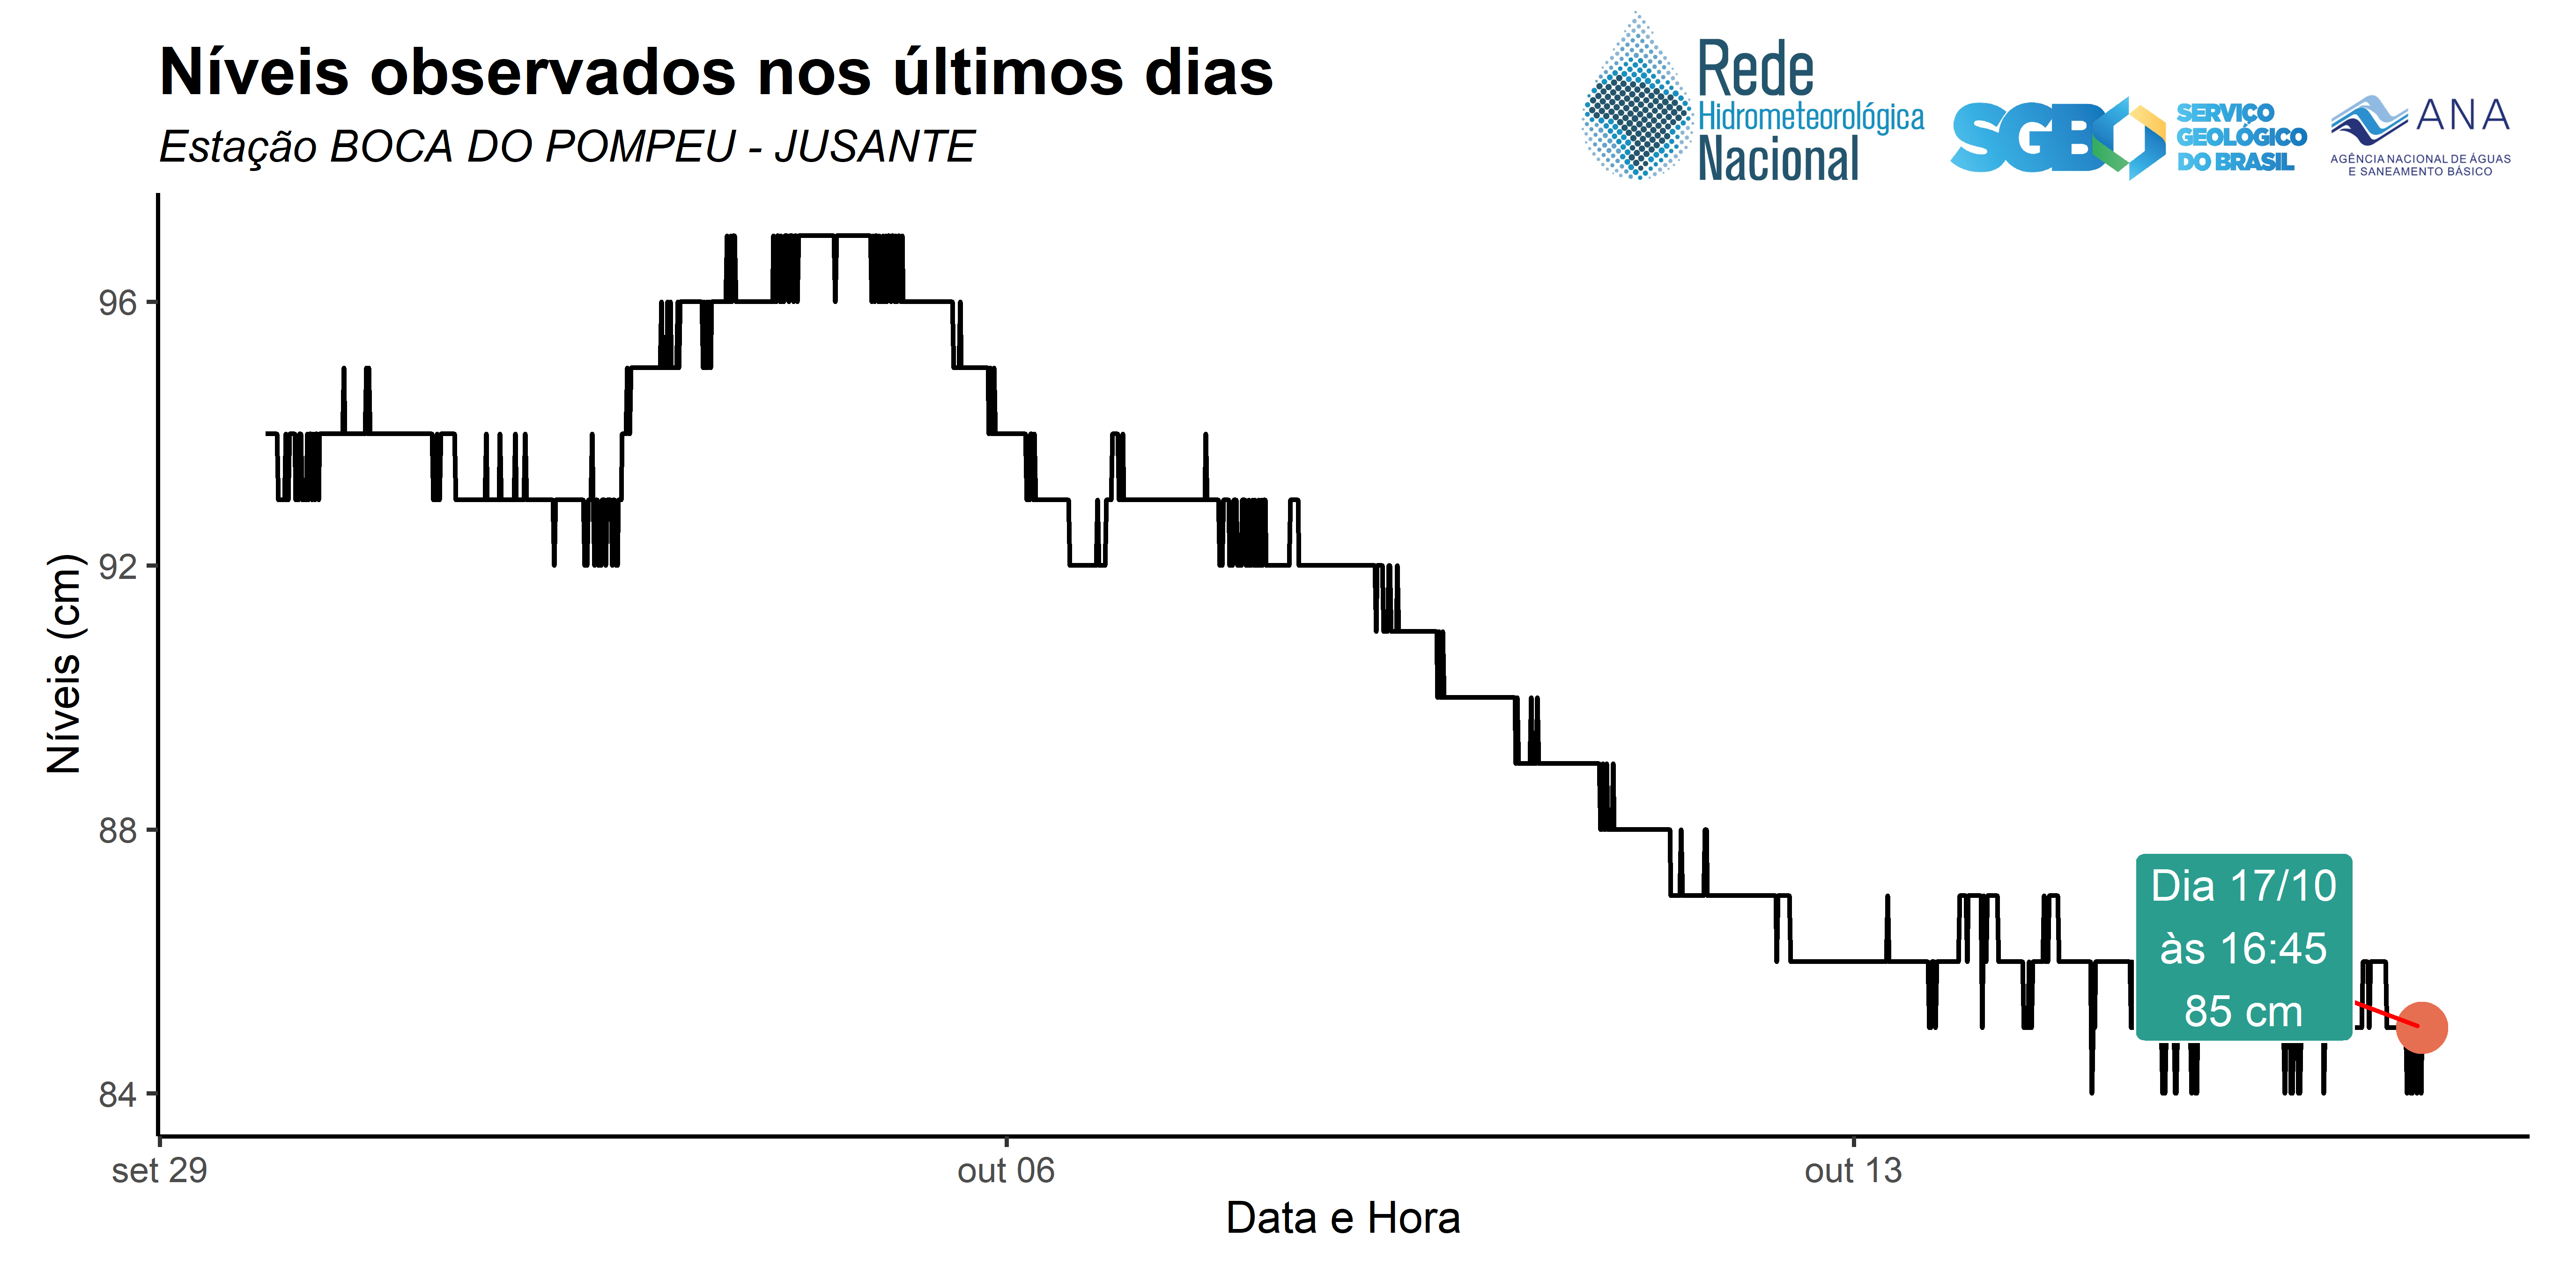 Níveis observados nos últimos dias
Estação BOCA DO POMPEU - JUSANTE
Rede
Hidrometeorológica
Nacional
SGB
SERVIÇO
GEOLÓGICO
DO BRASIL
ANA
AGÊNCIA NACIONAL DE ÁGUAS
E SANEAMENTO BÁSICO
Níveis (cm)
96
92
88
84
Dia 17/10
às 16:45
85 cm
set 29
out 06
out 13
Data e Hora